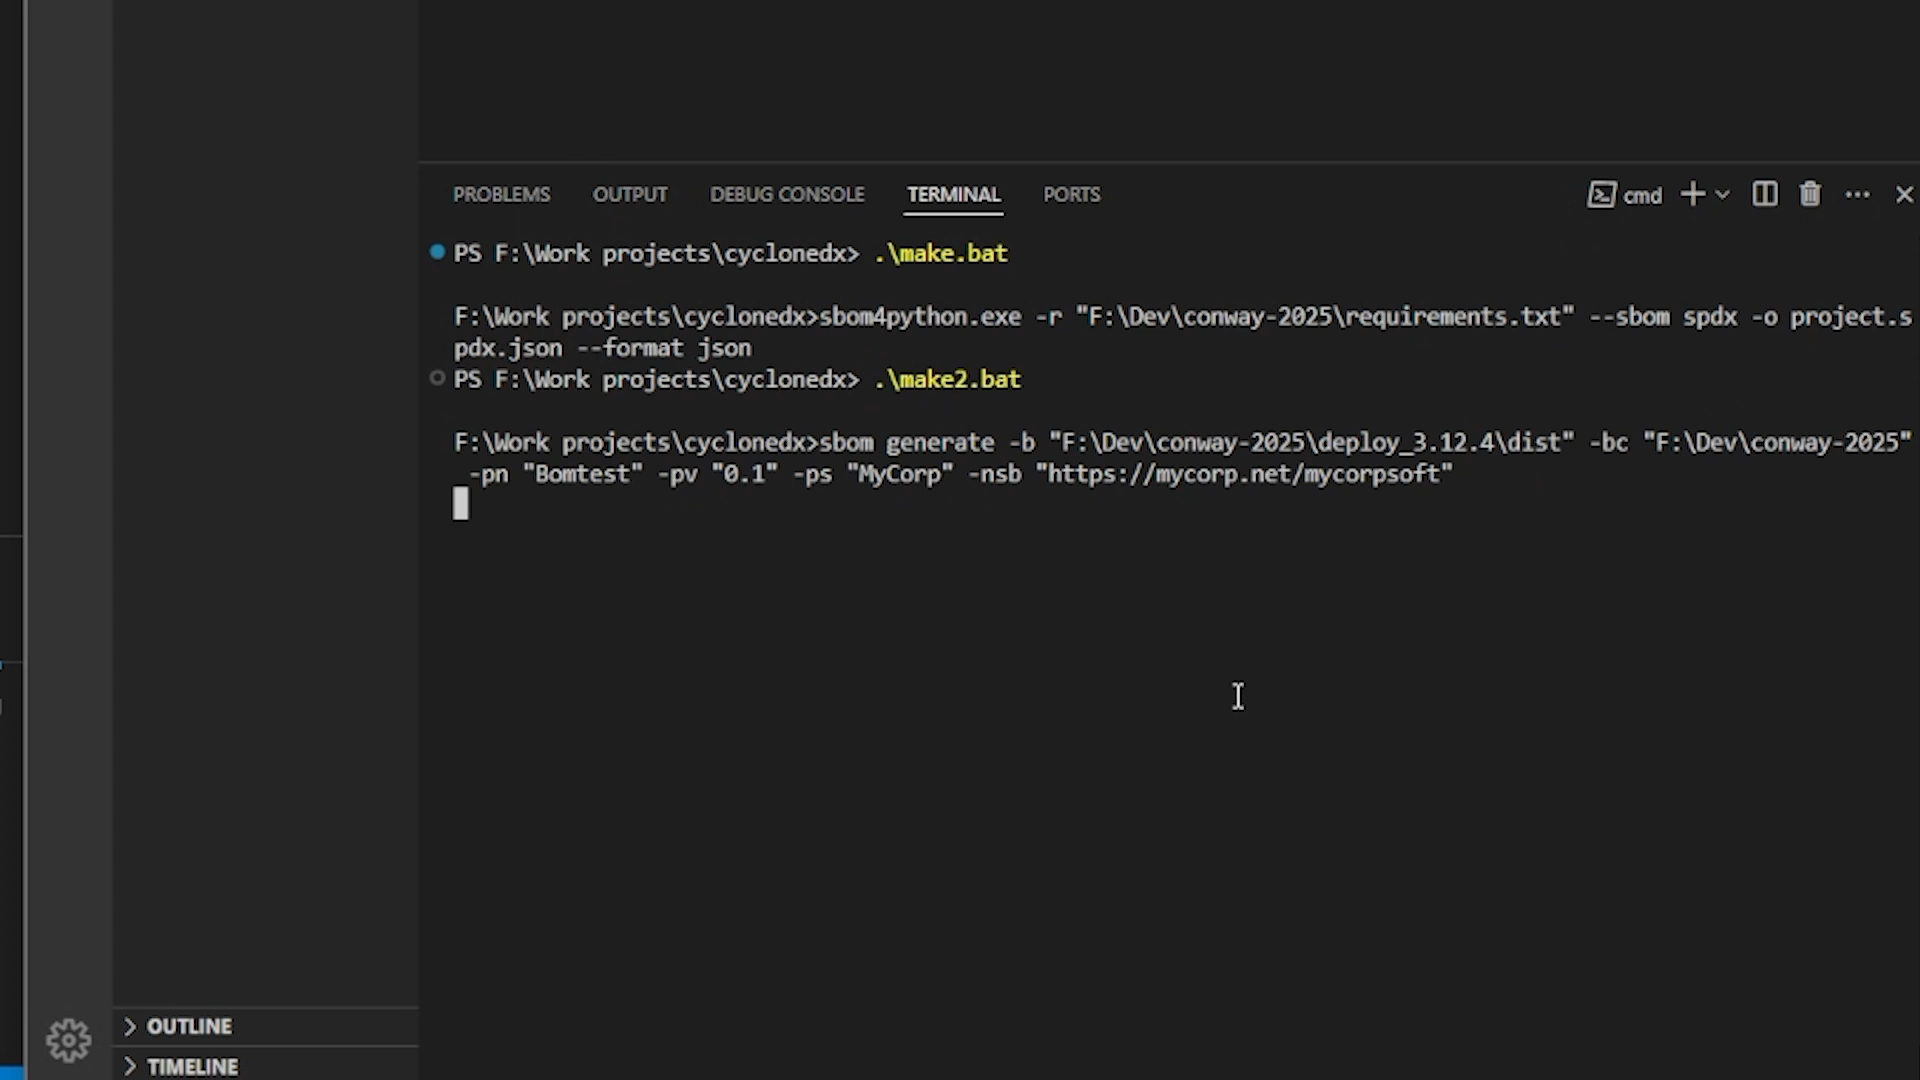 PROBLEMS OUTPUT DEBUG CONSOLE TERMINAL PORTS cmd
PS F:\Work projects\cyclonedx> .\make.bat
F:\Work projects\cyclonedx>sbom4python.exe -r "F:\Dev\conway-2025\requirements.txt" --sbom spdx -o project.s
pdx.json --format json
PS F:\Work projects\cyclonedx> .\make2.bat
F:\Work projects\cyclonedx>sbom generate -b "F:\Dev\conway-2025\deploy_3.12.4\dist" -bc "F:\Dev\conway-2025"
-pn "Bomtest" -pv "0.1" -ps "MyCorp" -nsb "https://mycorp.net/mycorpsoft"
OUTLINE
TIMELINE